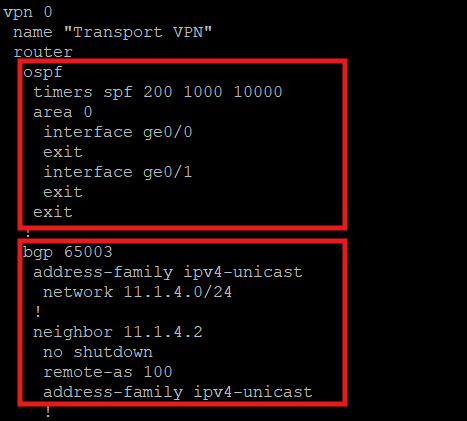 vpn 0
name "Transport VPN"
router
ospf
timers spf 200 1000 10000
area 0
interface ge0/0
exit
interface ge0/1
exit
exit
!
bgp 65003
address-family ipv4-unicast
network 11.1.4.0/24
!
neighbor 11.1.4.2
no shutdown
remote-as 100
address-family ipv4-unicast
!